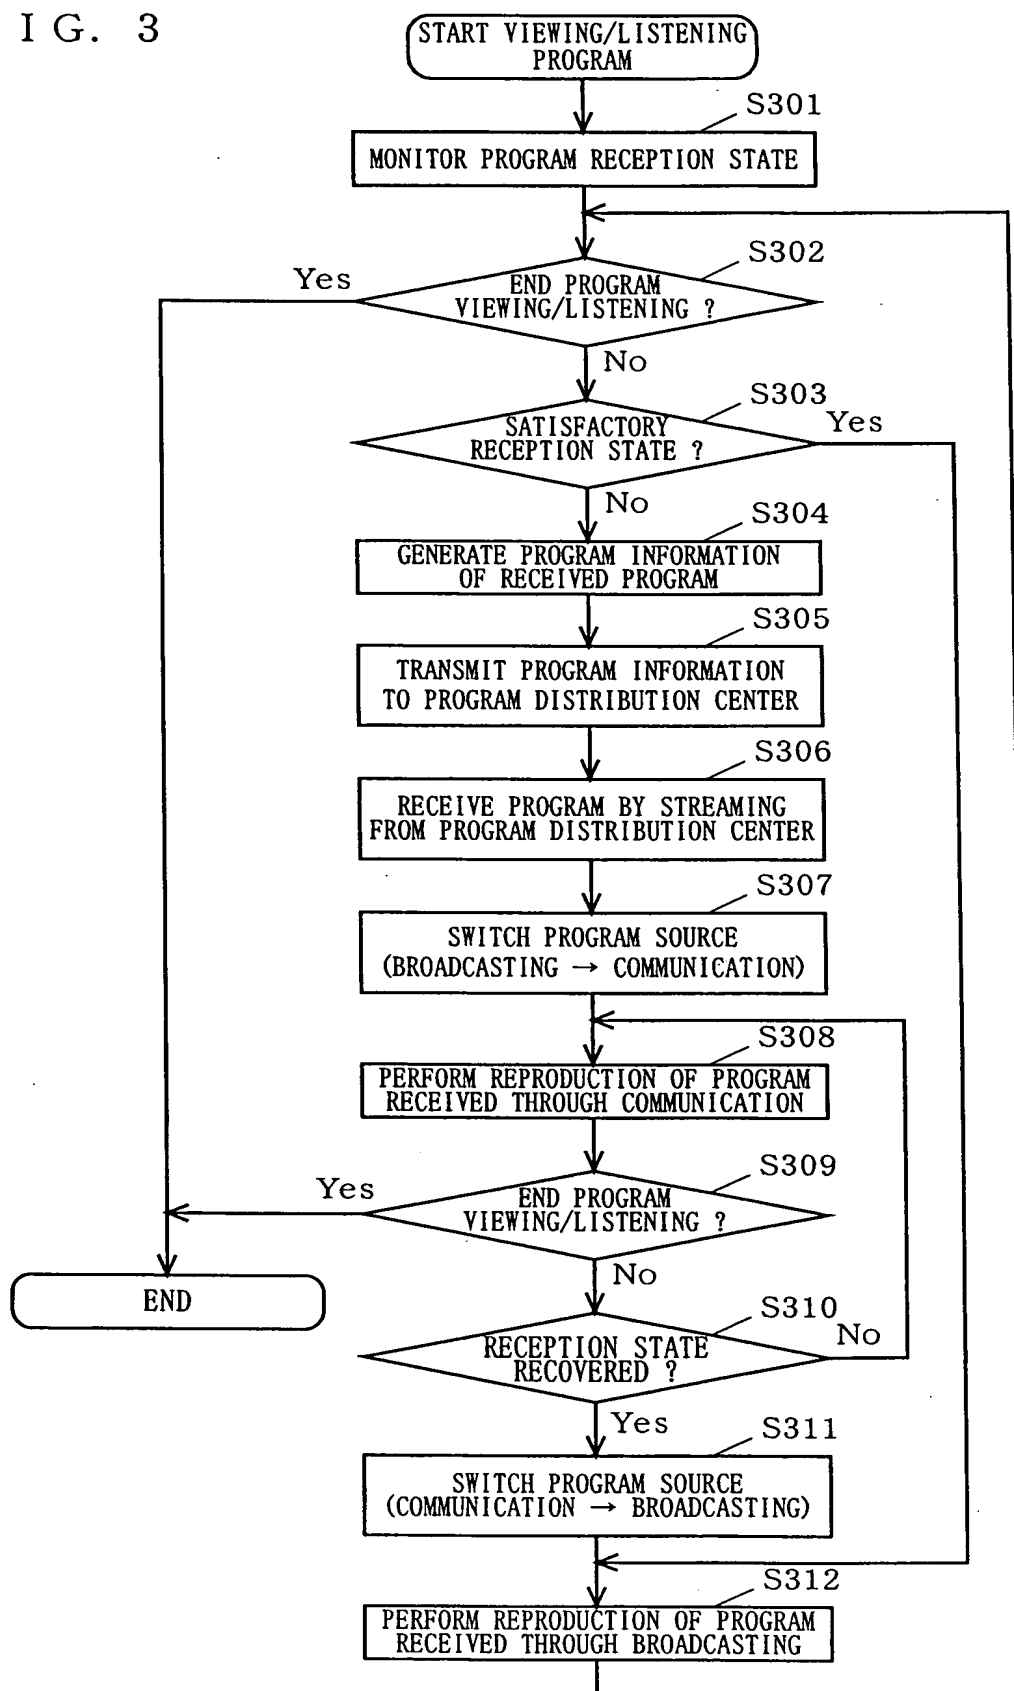 IG. 3
START VIEWING/LISTENING
PROGRAM
S301
MONITOR PROGRAM RECEPTION STATE
S302
Yes
END PROGRAM
VIEWING/LISTENING ?
No
S303
Yes
SATISFACTORY
RECEPTION STATE ?
No
S304
GENERATE PROGRAM INFORMATION
OF RECEIVED PROGRAM
S305
TRANSMIT PROGRAM INFORMATION
TO PROGRAM DISTRIBUTION CENTER
S306
RECEIVE PROGRAM BY STREAMING
FROM PROGRAM DISTRIBUTION CENTER
S307
SWITCH PROGRAM SOURCE
(BROADCASTING → COMMUNICATION)
S308
PERFORM REPRODUCTION OF PROGRAM
RECEIVED THROUGH COMMUNICATION
S309
Yes
END PROGRAM
VIEWING/LISTENING ?
No
END
S310
No
RECEPTION STATE
RECOVERED ?
Yes
S311
SWITCH PROGRAM SOURCE
(COMMUNICATION → BROADCASTING)
S312
PERFORM REPRODUCTION OF PROGRAM
RECEIVED THROUGH BROADCASTING